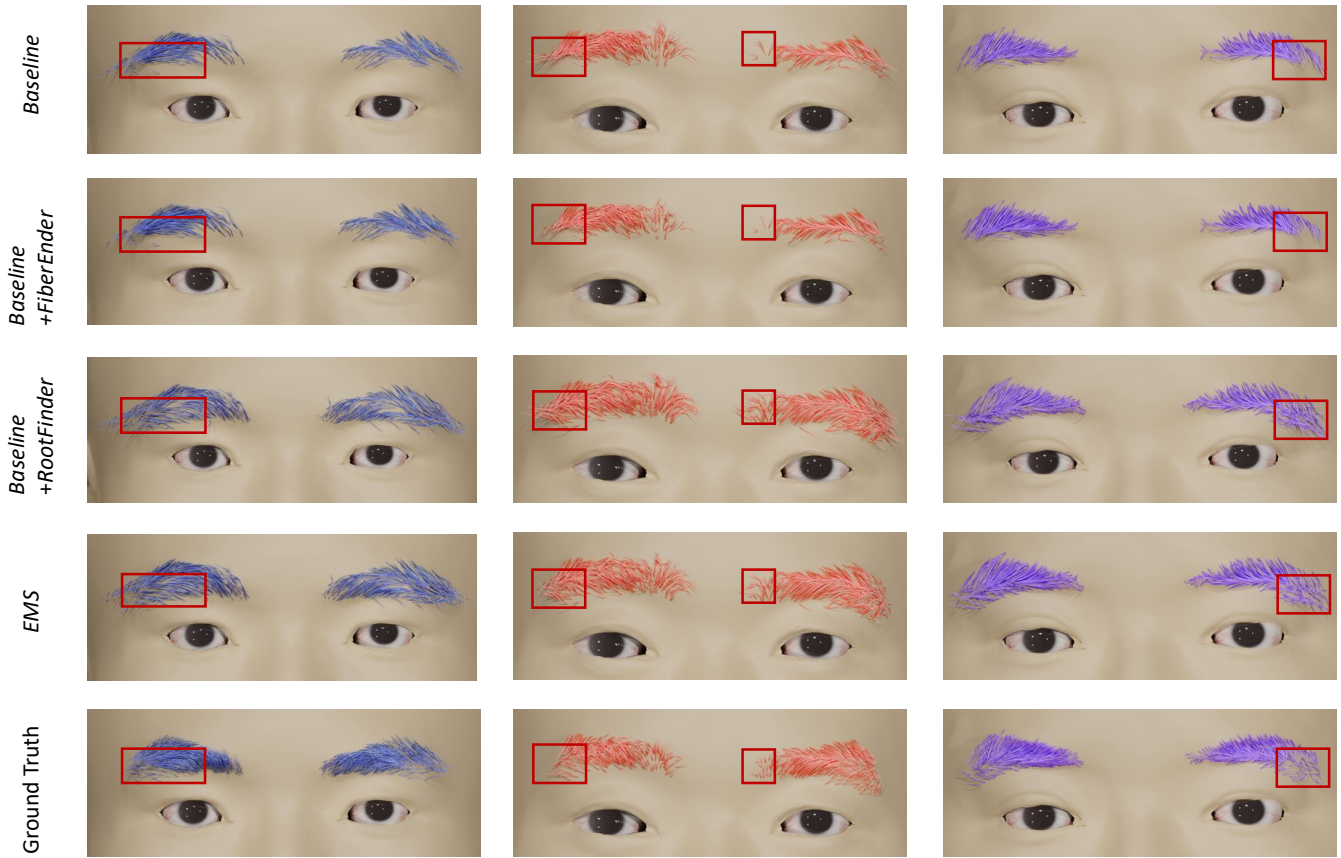 Baseline
Baseline
+FiberEnder
Baseline
+RootFinder
EMS
Ground Truth